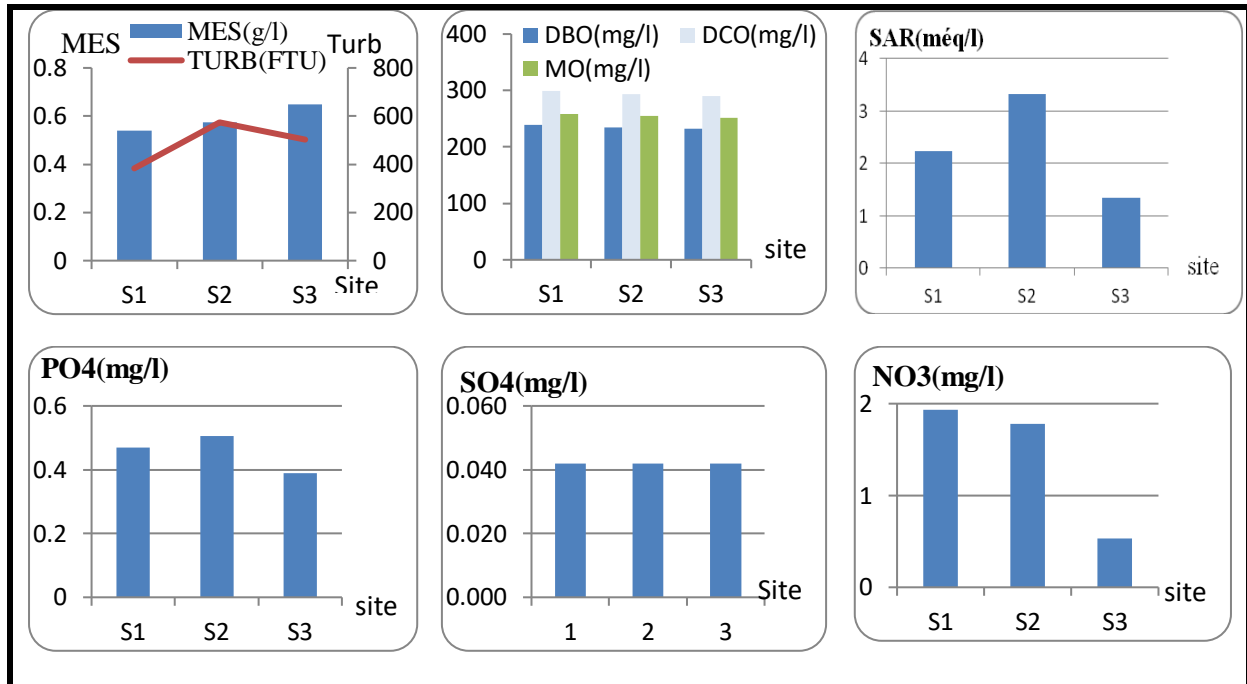 MES
MES(g/l)
TURB(FTU)
Turb
0.8
0.6
0.4
0.2
0
800
600
400
200
0
S1 S2 S3
Site
DBO(mg/l) DCO(mg/l)
MO(mg/l)
400
300
200
100
0
S1 S2 S3
site
SAR(méq/l)
4
3
2
1
0
S1 S2 S3
site
PO4(mg/l)
0.6
0.4
0.2
0
S1 S2 S3
site
SO4(mg/l)
0.060
0.040
0.020
0.000
1 2 3
Site
NO3(mg/l)
2
1
0
S1 S2 S3
site